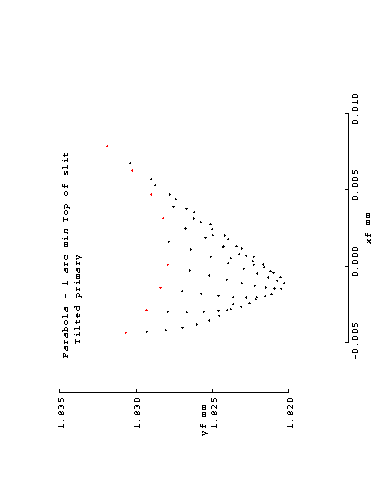 Parabola - 1 arc min Top of slit
Tilted primary
0.010
0.005
0.000
-0.005
xf mm
1.835
1.830
1.825
1.820
yf mm